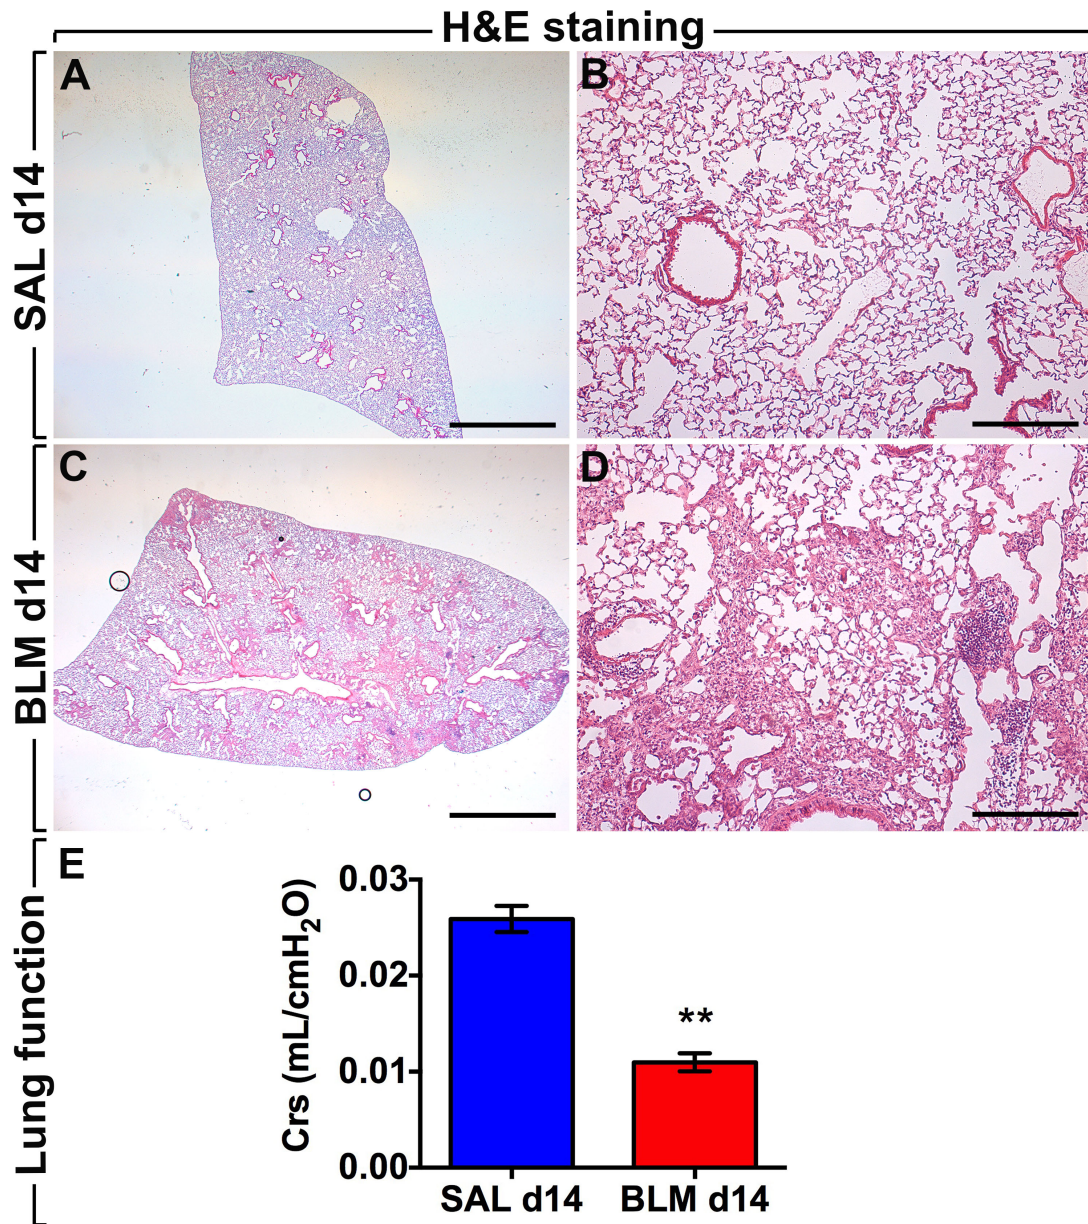 H&E staining
SAL d14
A
B
BLM d14
C
D
Lung function
E
Crs (mL/cmH₂O)
0.03
0.02
0.01
0.00
**
SAL d14
BLM d14